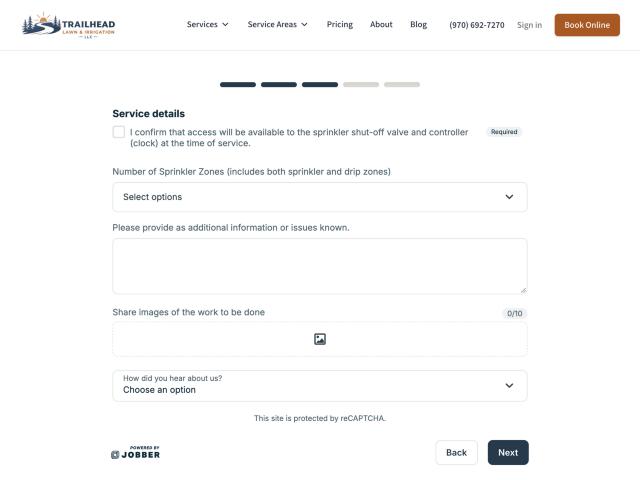 TRAILHEAD
LAWN & IRRIGATION
LLC
Services
Service Areas
Pricing
About
Blog
(970) 692-7270
Sign in
Book Online
Service details
I confirm that access will be available to the sprinkler shut-off valve and controller
(clock) at the time of service.
Required
Number of Sprinkler Zones (includes both sprinkler and drip zones)
Select options
Please provide as additional information or issues known.
Share images of the work to be done
0/10
How did you hear about us?
Choose an option
This site is protected by reCAPTCHA.
POWERED BY
JOBBER
Back
Next